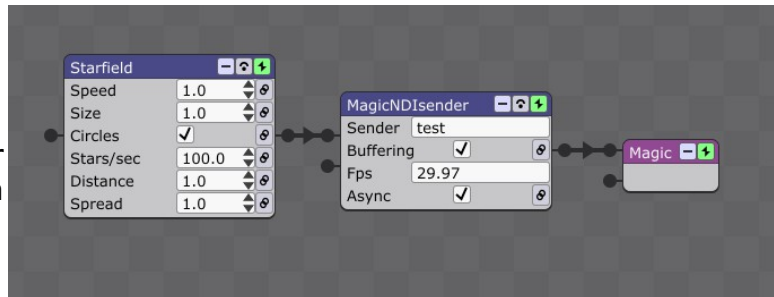 Starfield
Speed 1.0
Size 1.0
Circles
Stars/sec 100.0
Distance 1.0
Spread 1.0
MagicNDIsender
Sender test
Buffering
Fps 29.97
Async
Magic